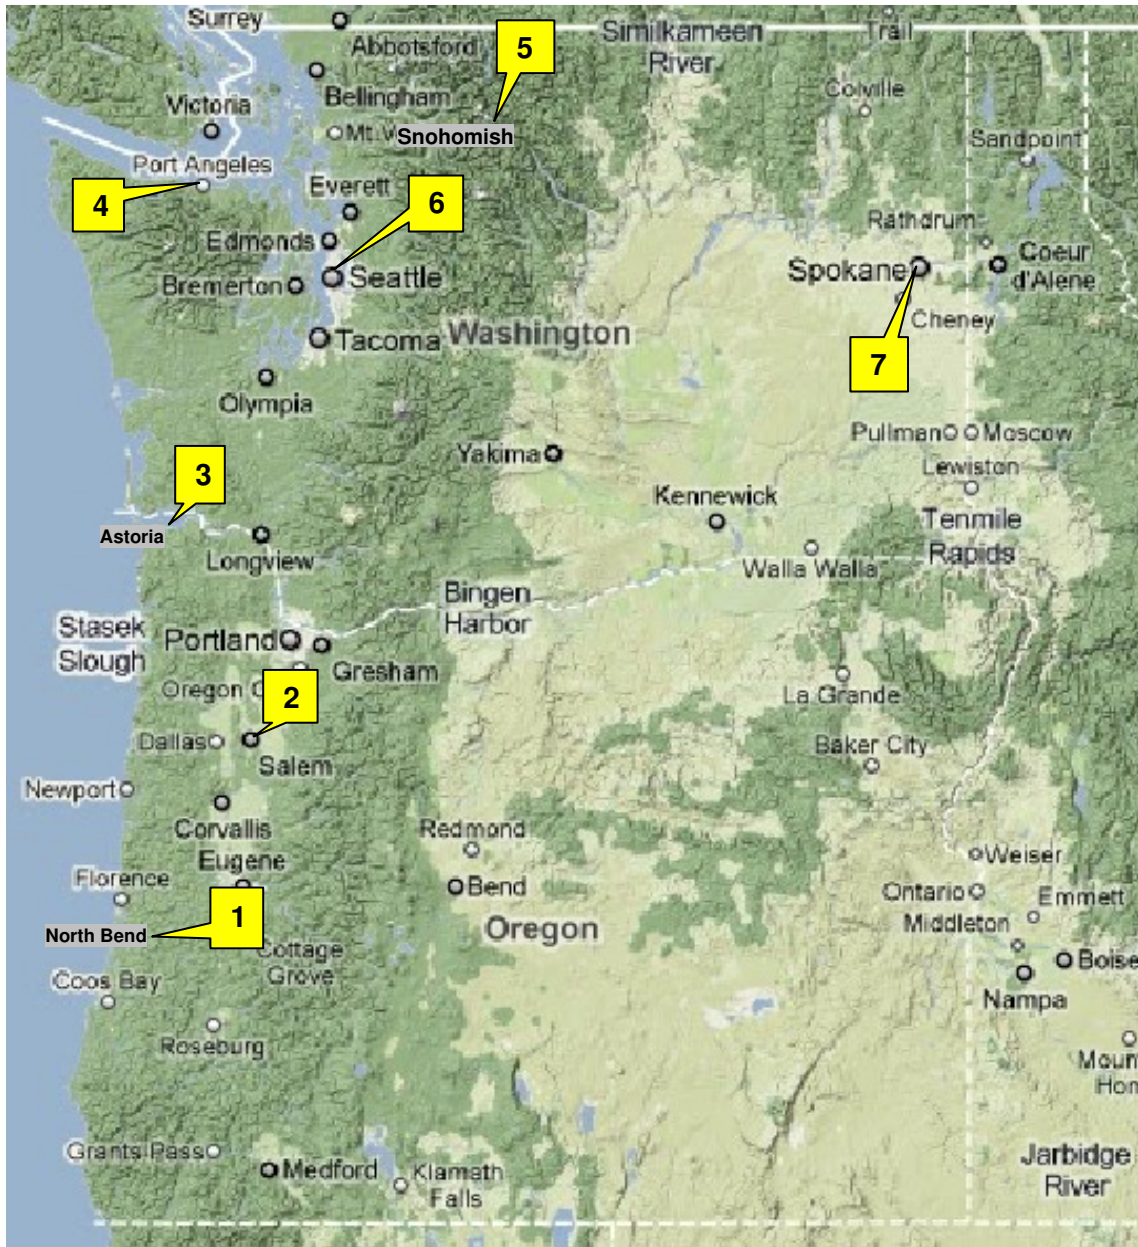 Surrey
Abbotsford
5
Similkameen
River
Trail
Bellingham
Colville
Victoria
Mt. V
Snohomish
Sandpoint
Port Angeles
4
Everett
6
Rathdrum
Edmonds
Seattle
Spokane
Coeur
d'Alene
Bremerton
Cheney
Tacoma
Washington
7
Olympia
Pullman
Moscow
Yakima
Lewiston
3
Kennewick
Tenmile
Rapids
Astoria
Longview
Walla Walla
Bingen
Harbor
Stasek
Slough
Portland
Gresham
Oregon C
2
La Grande
Dallas
Salem
Baker City
Newport
Corvallis
Redmond
Eugene
Weiser
Florence
Bend
Ontario
Emmett
1
North Bend
Oregon
Middleton
Cottage
Grove
Boise
Coos Bay
Nampa
Roseburg
Moun
Hom
Grants Pass
Medford
Klamath
Falls
Jarbidge
River